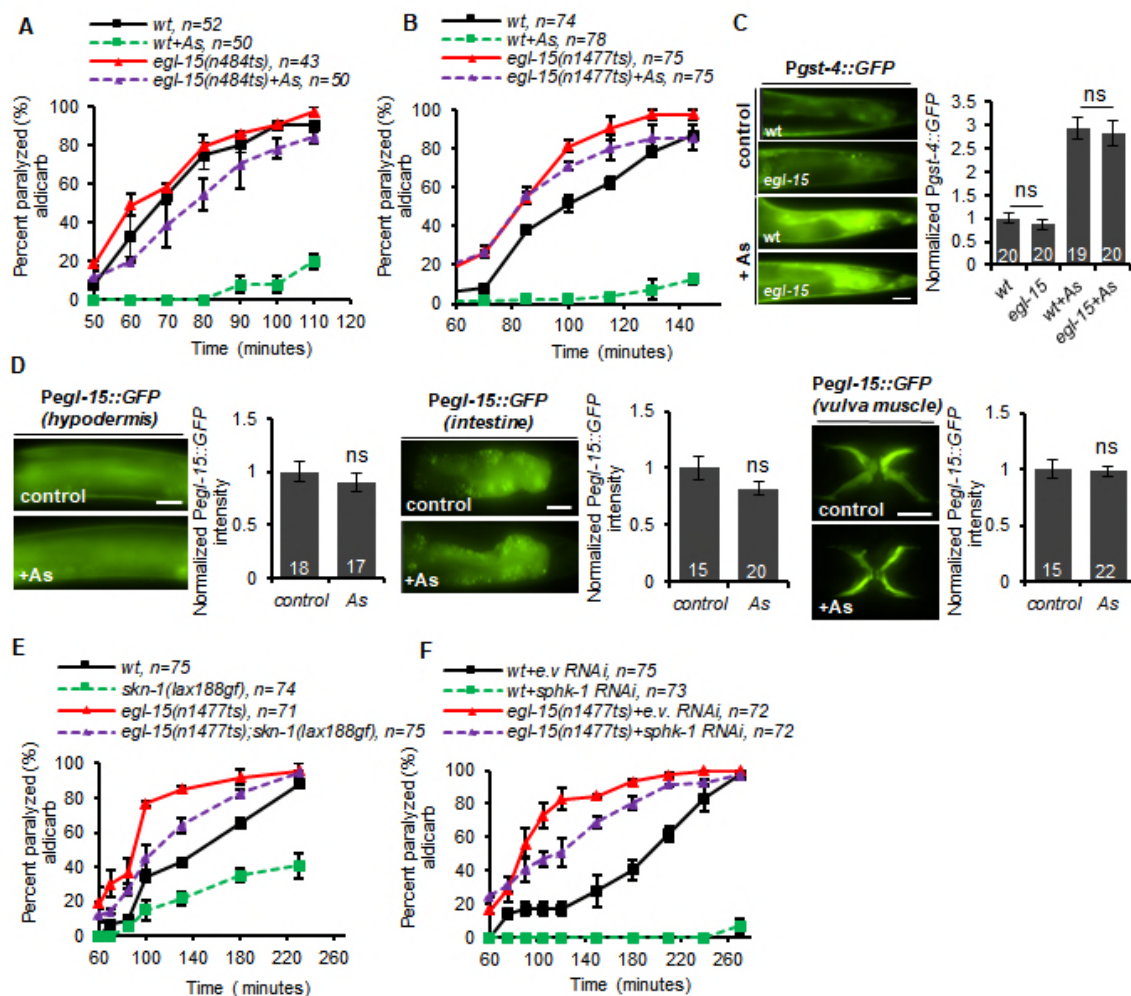 A
wt, n=52
wt+As, n=50
egl-15(n484ts), n=43
egl-15(n484ts)+As, n=50
Percent paralyzed (%)
aldicarb
100
80
60
40
20
0
50 60 70 80 90 100 110 120
Time (minutes)
B
wt, n=74
wt+As, n=78
egl-15(n1477ts), n=75
egl-15(n1477ts)+As, n=75
Percent paralyzed (%)
aldicarb
100
80
60
40
20
0
60 80 100 120 140
Time (minutes)
C
Pgst-4::GFP
control
wt
egl-15
+ As
wt
egl-15
Normalized Pgst-4::GFP
3.5
3
2.5
2
1.5
1
0.5
0
ns
ns
20 20 19 20
wt
egl-15
wt+As
egl-15+As
D
Pegl-15::GFP
(hypodermis)
control
+As
Normalized Pegl-15::GFP
intensity
1.5
1
0.5
0
ns
18 17
control As
Pegl-15::GFP
(intestine)
control
+As
Normalized Pegl-15::GFP
intensity
1.5
1
0.5
0
ns
15 20
control As
Pegl-15::GFP
(vulva muscle)
control
+As
Normalized Pegl-15::GFP
intensity
1.5
1
0.5
0
ns
15 22
control As
E
wt, n=75
skn-1(lax188gf), n=74
egl-15(n1477ts), n=71
egl-15(n1477ts);skn-1(lax188gf), n=75
Percent paralyzed (%)
aldicarb
100
80
60
40
20
0
60 100 140 180 220 260
Time ( minutes)
F
wt+e.v RNAi, n=75
wt+sphk-1 RNAi, n=73
egl-15(n1477ts)+e.v. RNAi, n=72
egl-15(n1477ts)+sphk-1 RNAi, n=72
Percent paralyzed (%)
aldicarb
100
80
60
40
20
0
60 100 140 180 220 260
Time (minutes)